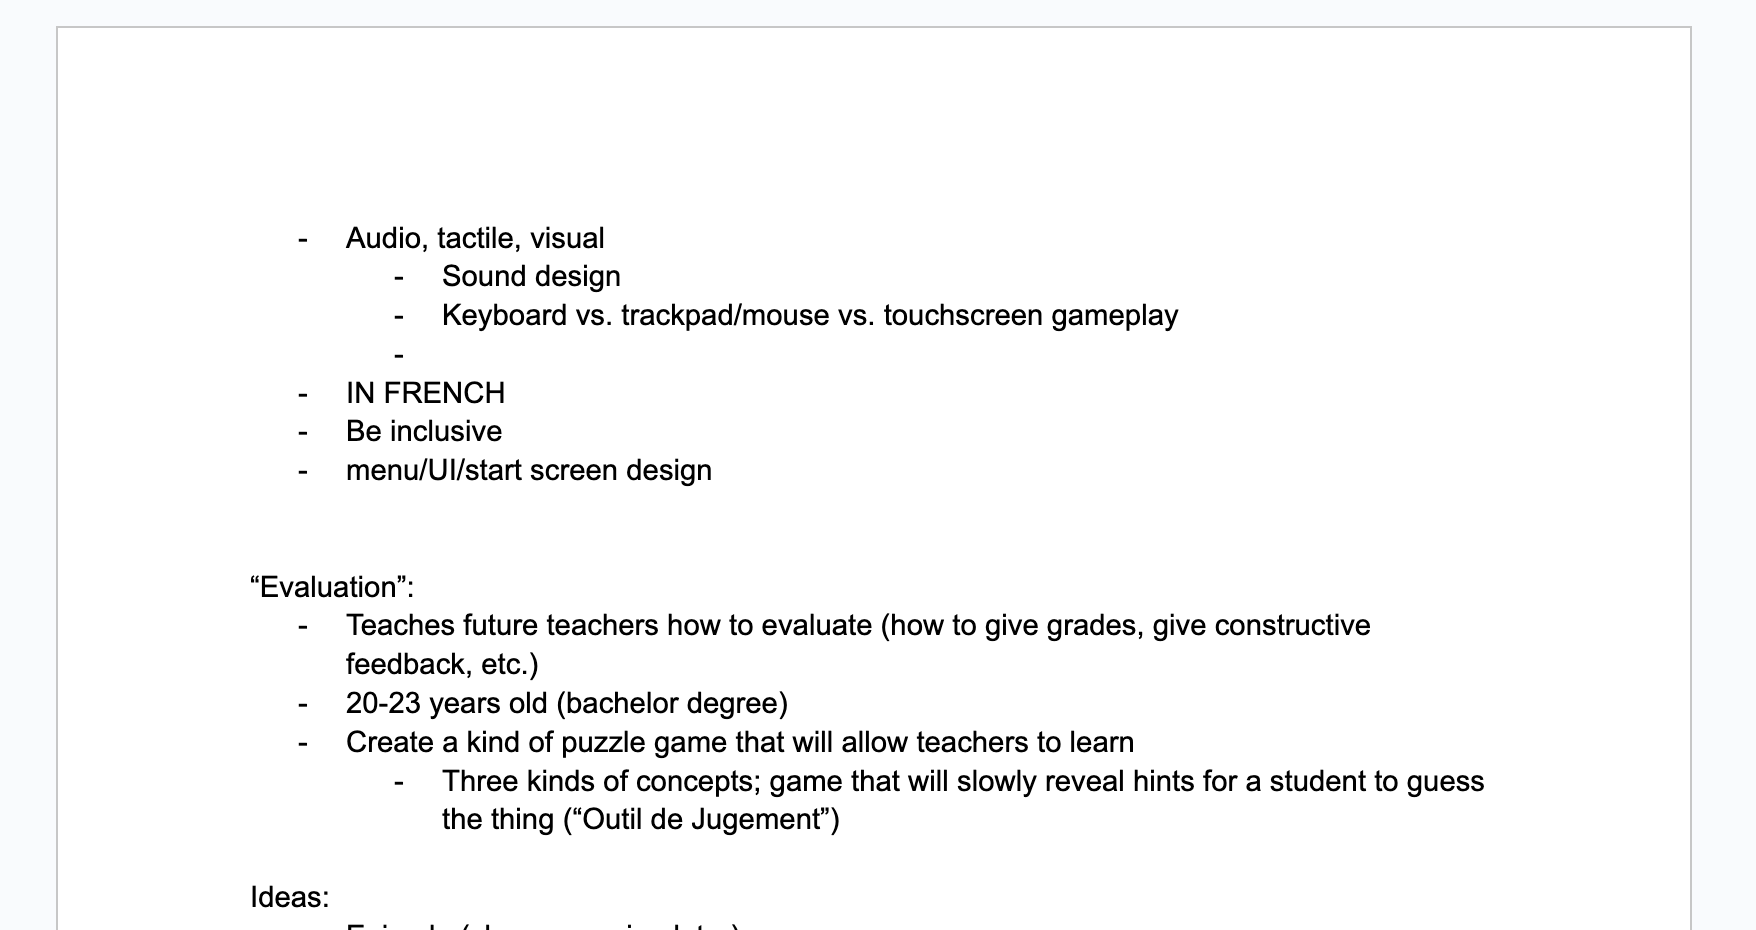 - Audio, tactile, visual
- Sound design
- Keyboard vs. trackpad/mouse vs. touchscreen gameplay
-
- IN FRENCH
- Be inclusive
- menu/UI/start screen design
“Evaluation”:
- Teaches future teachers how to evaluate (how to give grades, give constructive
feedback, etc.)
- 20-23 years old (bachelor degree)
- Create a kind of puzzle game that will allow teachers to learn
- Three kinds of concepts; game that will slowly reveal hints for a student to guess
the thing (“Outil de Jugement”)
Ideas: